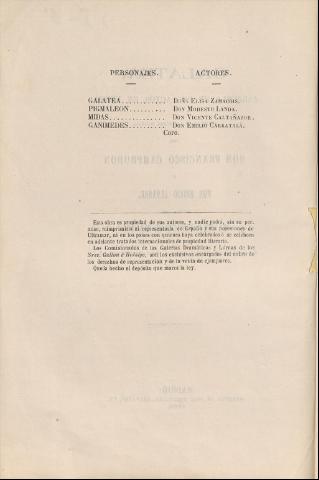 PERSONAJES. ACTORES.
GALATEA........... DOÑA ELISA ZAMACOIS.
PIGMALEON......... DON MODESTO LANDA.
MIDAS.............. DON VICENTE CALTAÑAZOR.
GANIMEDES......... DON EMILIO CARRATALÁ.
Coro.
Esta obra es propiedad de sus autores, y nadie podrá, sin su per-
miso, reimprimirla ni representarla en España y sus posesiones de
Ultramar, ni en los países con quienes haya celebrados ó se celebren
en adelante tratados internacionales de propiedad literaria.
Los Comisionados de las Galerías Dramáticas y Líricas de los
Sres. Gullon é Hidalgo, son los exclusivos encargados del cobro de
los derechos de representacion y de la venta de ejemplares.
Queda hecho el depósito que marca la ley.